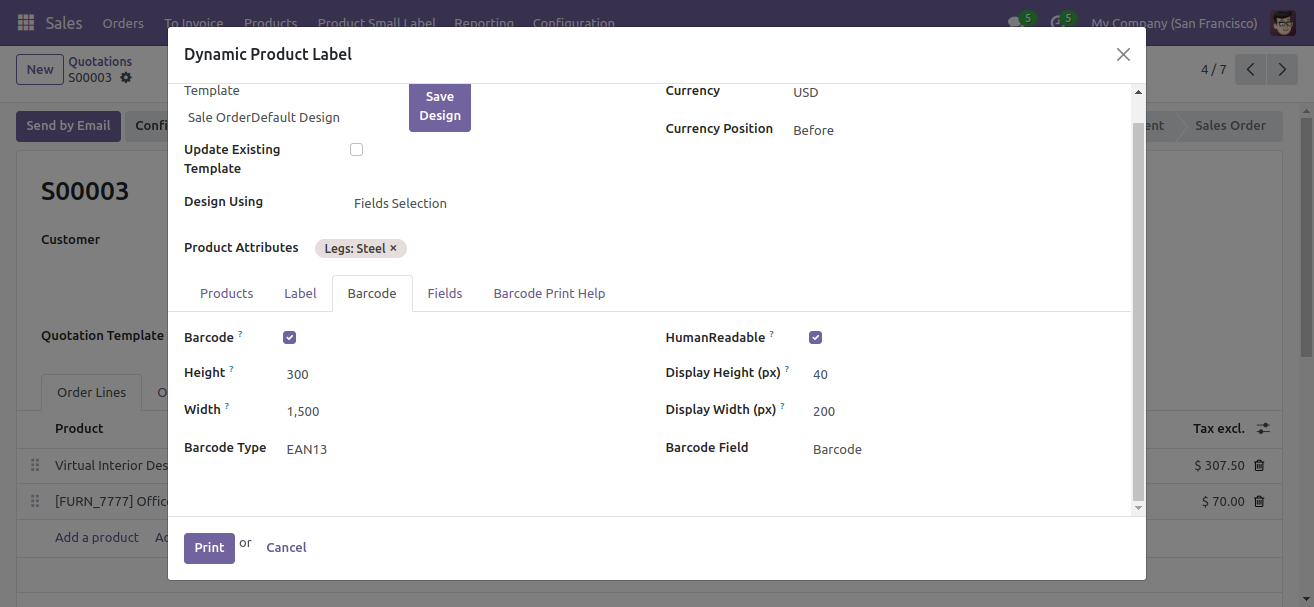 Sales Orders To Invoice Products Product Small Label Reporting Configuration 5 5 My Company (San Francisco)
New Quotations
S00003
4 / 7
Send by Email
Sales Order
S00003
Customer
Quotation Template
Order Lines
Product
Tax excl.
Virtual Interior Des
$ 307.50
[FURN_7777] Offic
$ 70.00
Add a product
Dynamic Product Label
Template
Save
Design
Sale OrderDefault Design
Currency USD
Currency Position Before
Update Existing
Template
Design Using Fields Selection
Product Attributes Legs: Steel ×
Products Label Barcode Fields Barcode Print Help
Barcode ?
HumanReadable ?
Height ? 300
Display Height (px) ? 40
Width ? 1,500
Display Width (px) ? 200
Barcode Type EAN13
Barcode Field Barcode
Print or Cancel